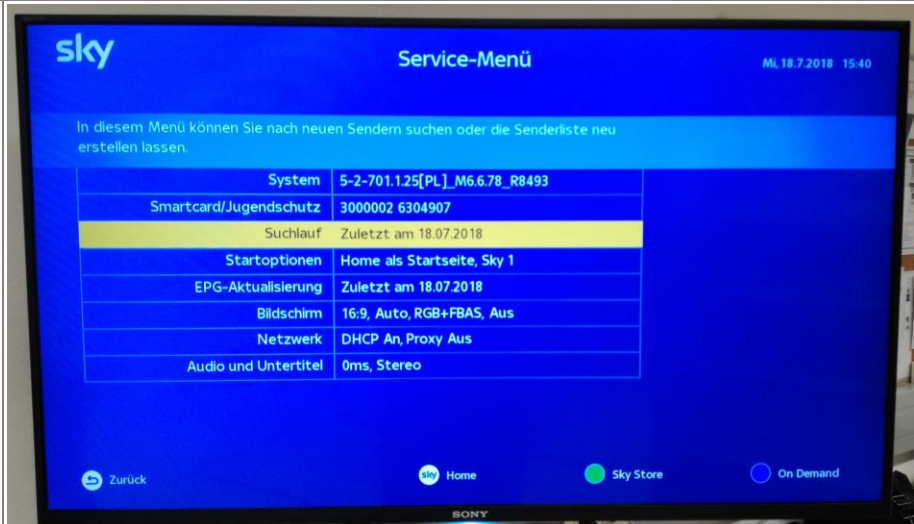 sky
Service-Menü
Mi, 18.7.2018 15:40
In diesem Menü können Sie nach neuen Sendern suchen oder die Senderliste neu
erstellen lassen.
System 5-2-701.1.25[PL]_M6.6.78_R8493
Smartcard/Jugendschutz 3000002 6304907
Suchlauf Zuletzt am 18.07.2018
Startoptionen Home als Startseite, Sky 1
EPG-Aktualisierung Zuletzt am 18.07.2018
Bildschirm 16:9, Auto, RGB+FBAS, Aus
Netzwerk DHCP An, Proxy Aus
Audio und Untertitel 0ms, Stereo
Zurück sky Home Sky Store On Demand
SONY